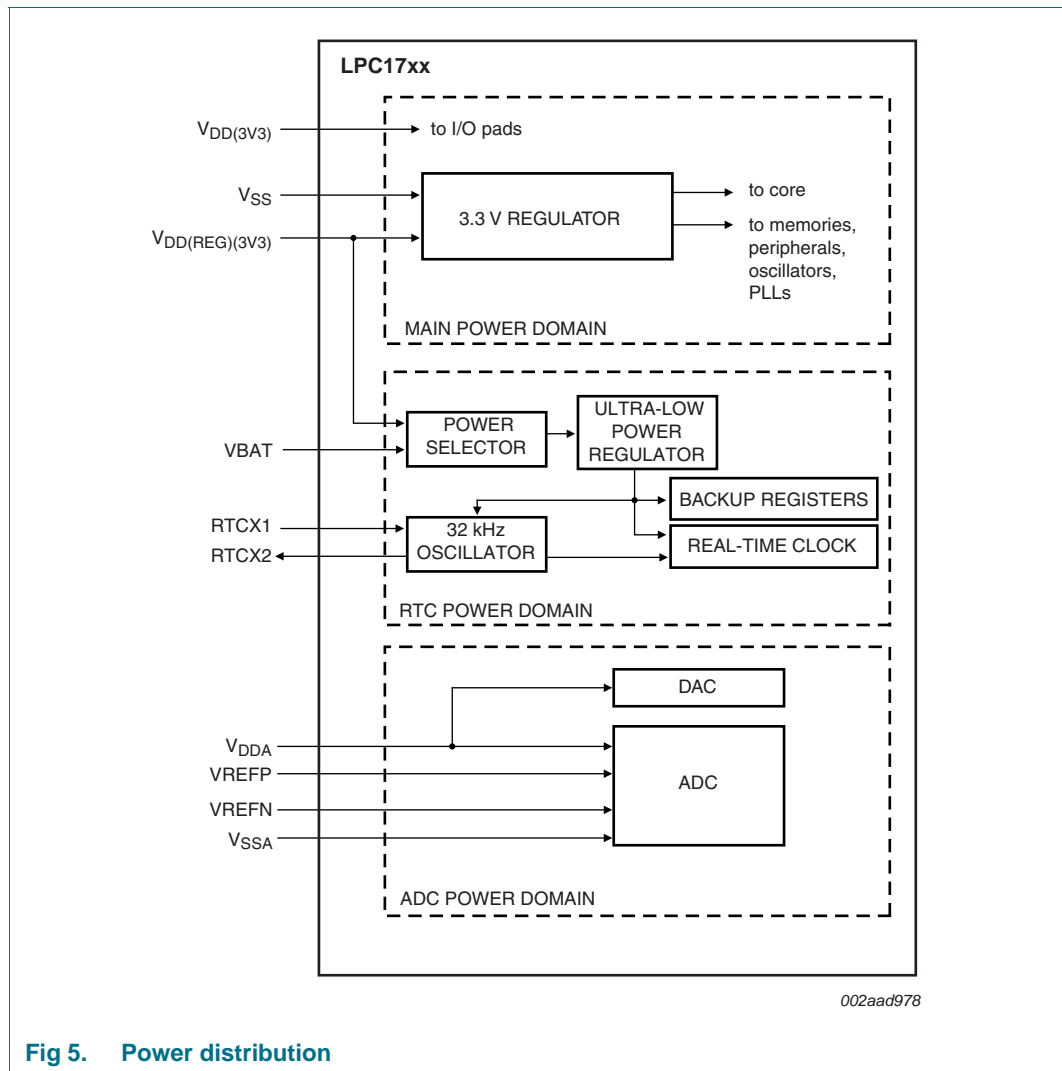 LPC17xx
VDD(3V3)
to I/O pads
VSS
VDD(REG)(3V3)
3.3 V REGULATOR
to core
to memories,
peripherals,
oscillators,
PLLs
MAIN POWER DOMAIN
VBAT
POWER
SELECTOR
ULTRA-LOW
POWER
REGULATOR
BACKUP REGISTERS
RTCX1
RTCX2
32 kHz
OSCILLATOR
REAL-TIME CLOCK
RTC POWER DOMAIN
DAC
VDDA
VREFP
VREFN
VSSA
ADC
ADC POWER DOMAIN
002aad978
Fig 5. Power distribution